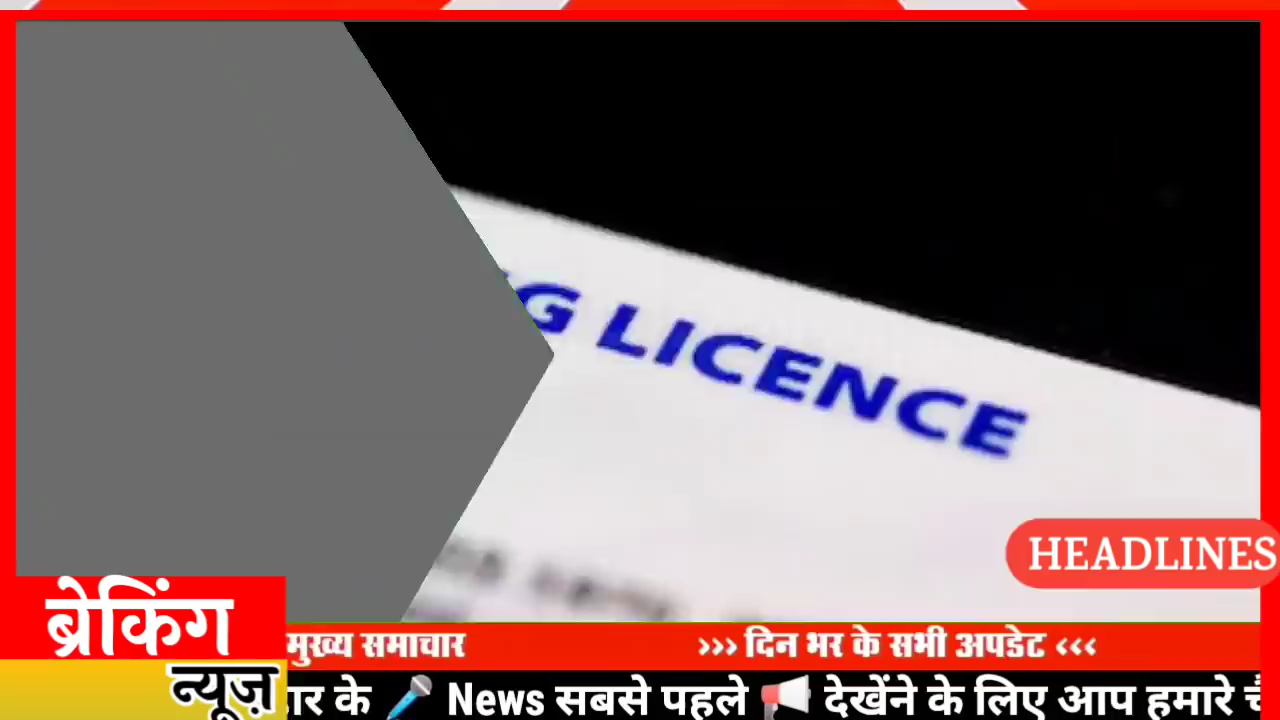 G LICENCE
HEADLINES
ब्रेकिंग
न्यूज़
मुख्य समाचार ››› दिन भर के सभी अपडेट ‹‹‹
के 🎤 News सबसे पहले 📢 देखेंने के लिए आप हमारे